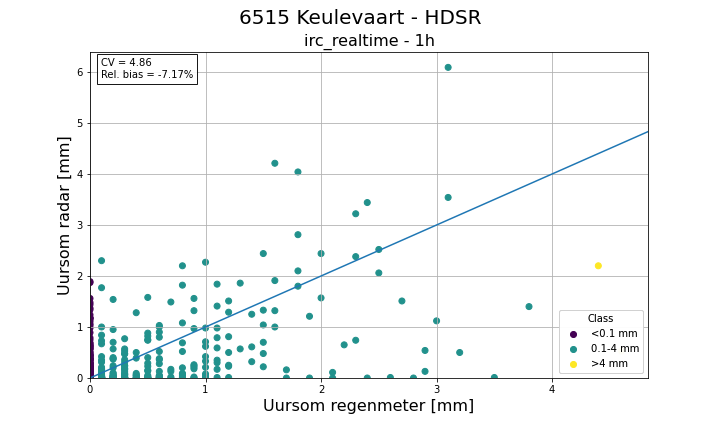 6515 Keulevaart - HDSR
irc_realtime - 1h
CV = 4.86
Rel. bias = -7.17%
Uursom radar [mm]
6
5
4
3
2
1
0
0 1 2 3 4
Uursom regenmeter [mm]
Class
<0.1 mm
0.1-4 mm
>4 mm